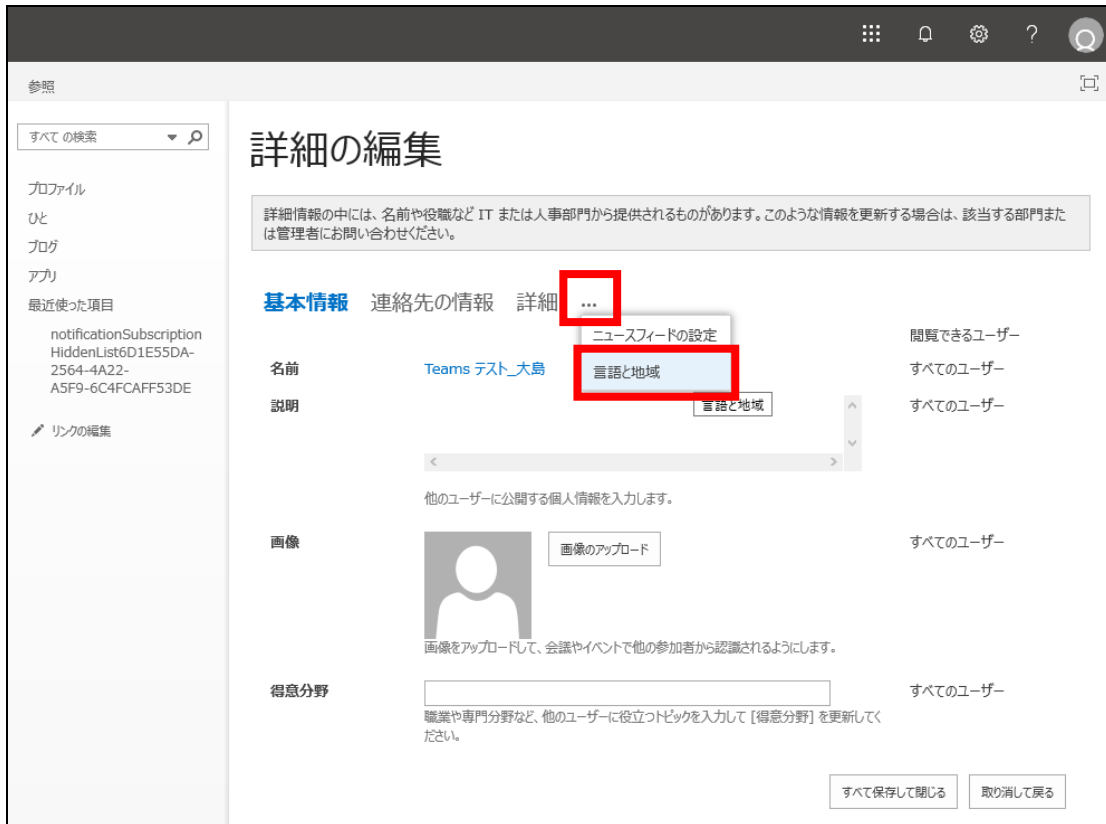 ?
参照
すべて の検索
詳細の編集
プロファイル
ひと
ブログ
アプリ
最近使った項目
notificationSubscription
HiddenList6D1E55DA-
2564-4A22-
A5F9-6C4FCAFF53DE
リンクの編集
詳細情報の中には、名前や役職など IT または人事部門から提供されるものがあります。このような情報を更新する場合は、該当する部門また
は管理者にお問い合わせください。
基本情報 連絡先の情報 詳細 ...
ニュースフィードの設定
閲覧できるユーザー
名前 Teams テスト_大島 言語と地域 すべてのユーザー
説明 言語と地域 すべてのユーザー
他のユーザーに公開する個人情報を入力します。
画像 画像のアップロード すべてのユーザー
画像をアップロードして、会議やイベントで他の参加者から認識されるようにします。
得意分野 すべてのユーザー
職業や専門分野など、他のユーザーに役立つトピックを入力して [得意分野] を更新してく
ださい。
すべて保存して閉じる 取り消して戻る